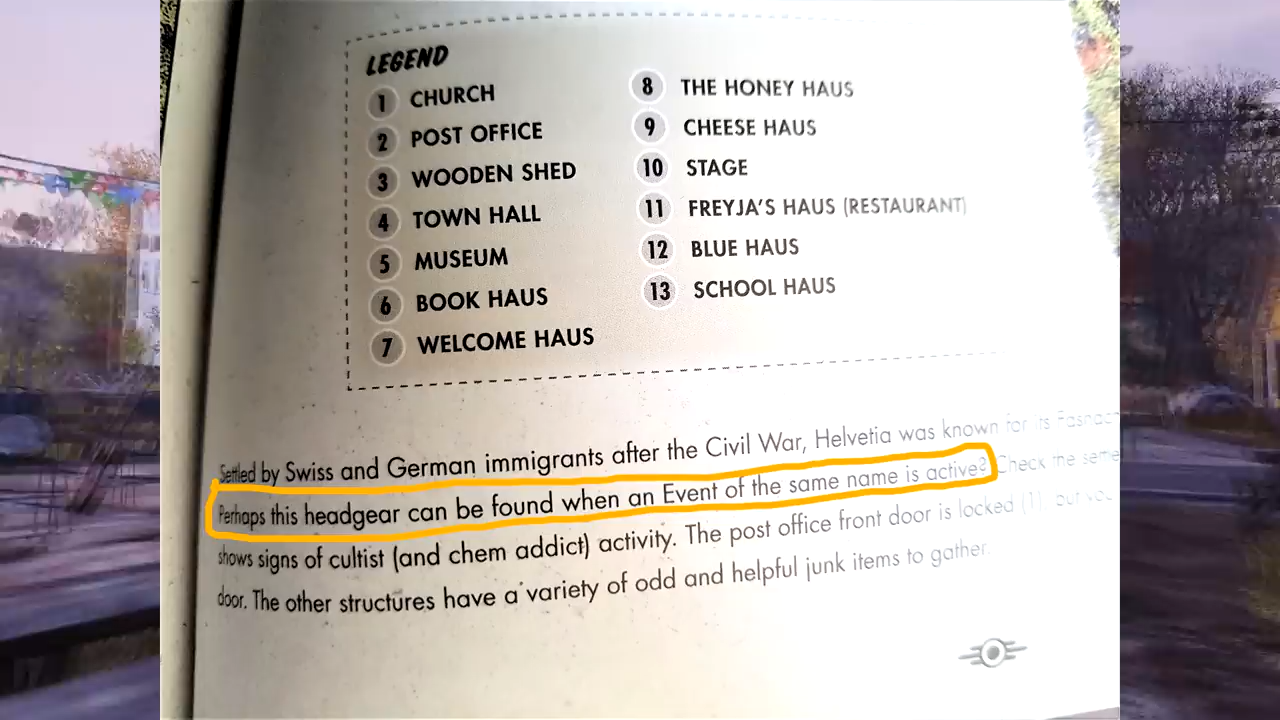 LEGEND
1 CHURCH
2 POST OFFICE
3 WOODEN SHED
4 TOWN HALL
5 MUSEUM
6 BOOK HAUS
7 WELCOME HAUS
8 THE HONEY HAUS
9 CHEESE HAUS
10 STAGE
11 FREYJA'S HAUS (RESTAURANT)
12 BLUE HAUS
13 SCHOOL HAUS
Settled by Swiss and German immigrants after the Civil War, Helvetia was known for its
Perhaps this headgear can be found when an Event of the same name is active? Check the
shows signs of cultist (and chem addict) activity. The post office front door is locked (1), but you
door. The other structures have a variety of odd and helpful junk items to gather.